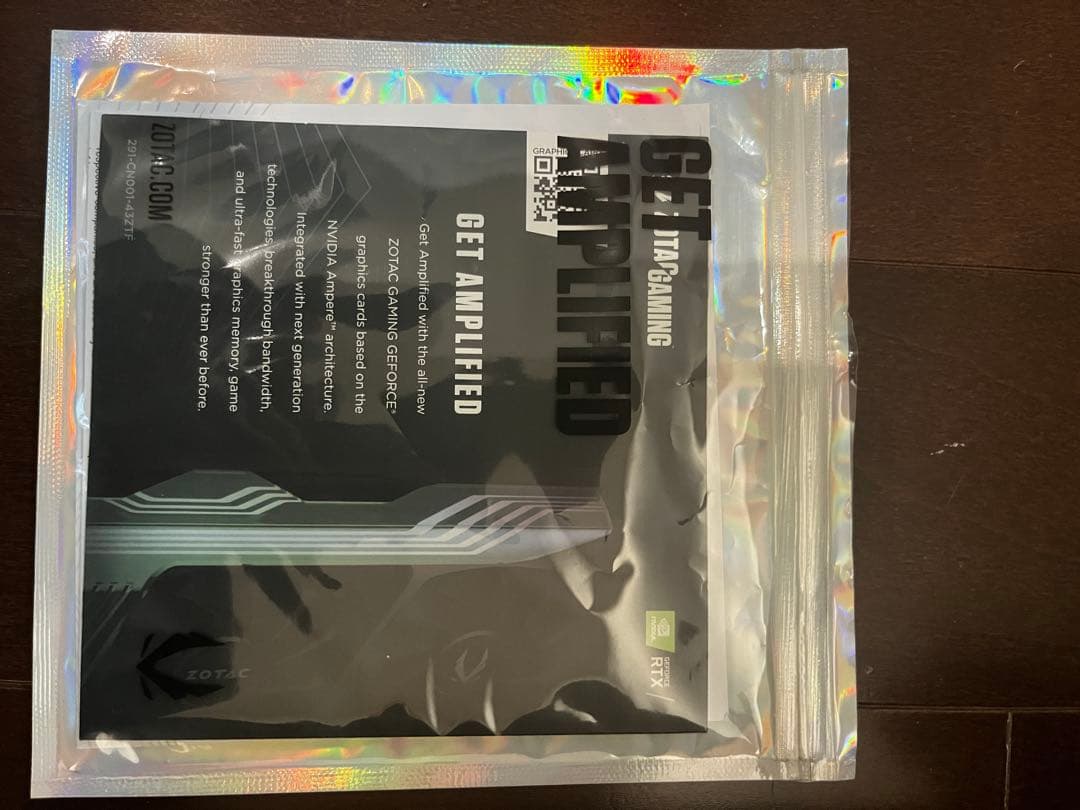 GET
AMPLIFIED
ZOTAC GAMING
GET AMPLIFIED
Get Amplified with the all-new
ZOTAC GAMING GEFORCE®
graphics cards based on the
NVIDIA Ampere™ architecture.
Integrated with next generation
technologies, breakthrough bandwidth,
and ultra-fast graphics memory, game
stronger than ever before.
ZOTAC.COM
291-CN001-432TF
NVIDIA
GEFORCE
RTX
ZOTAC